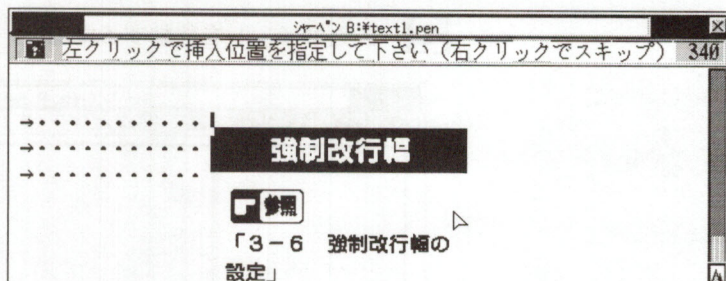 シャーペン B:¥text1.pen
? 左クリックで挿入位置を指定して下さい（右クリックでスキップ） 340
強制改行幅
参照
「3－6　強制改行幅の
設定」